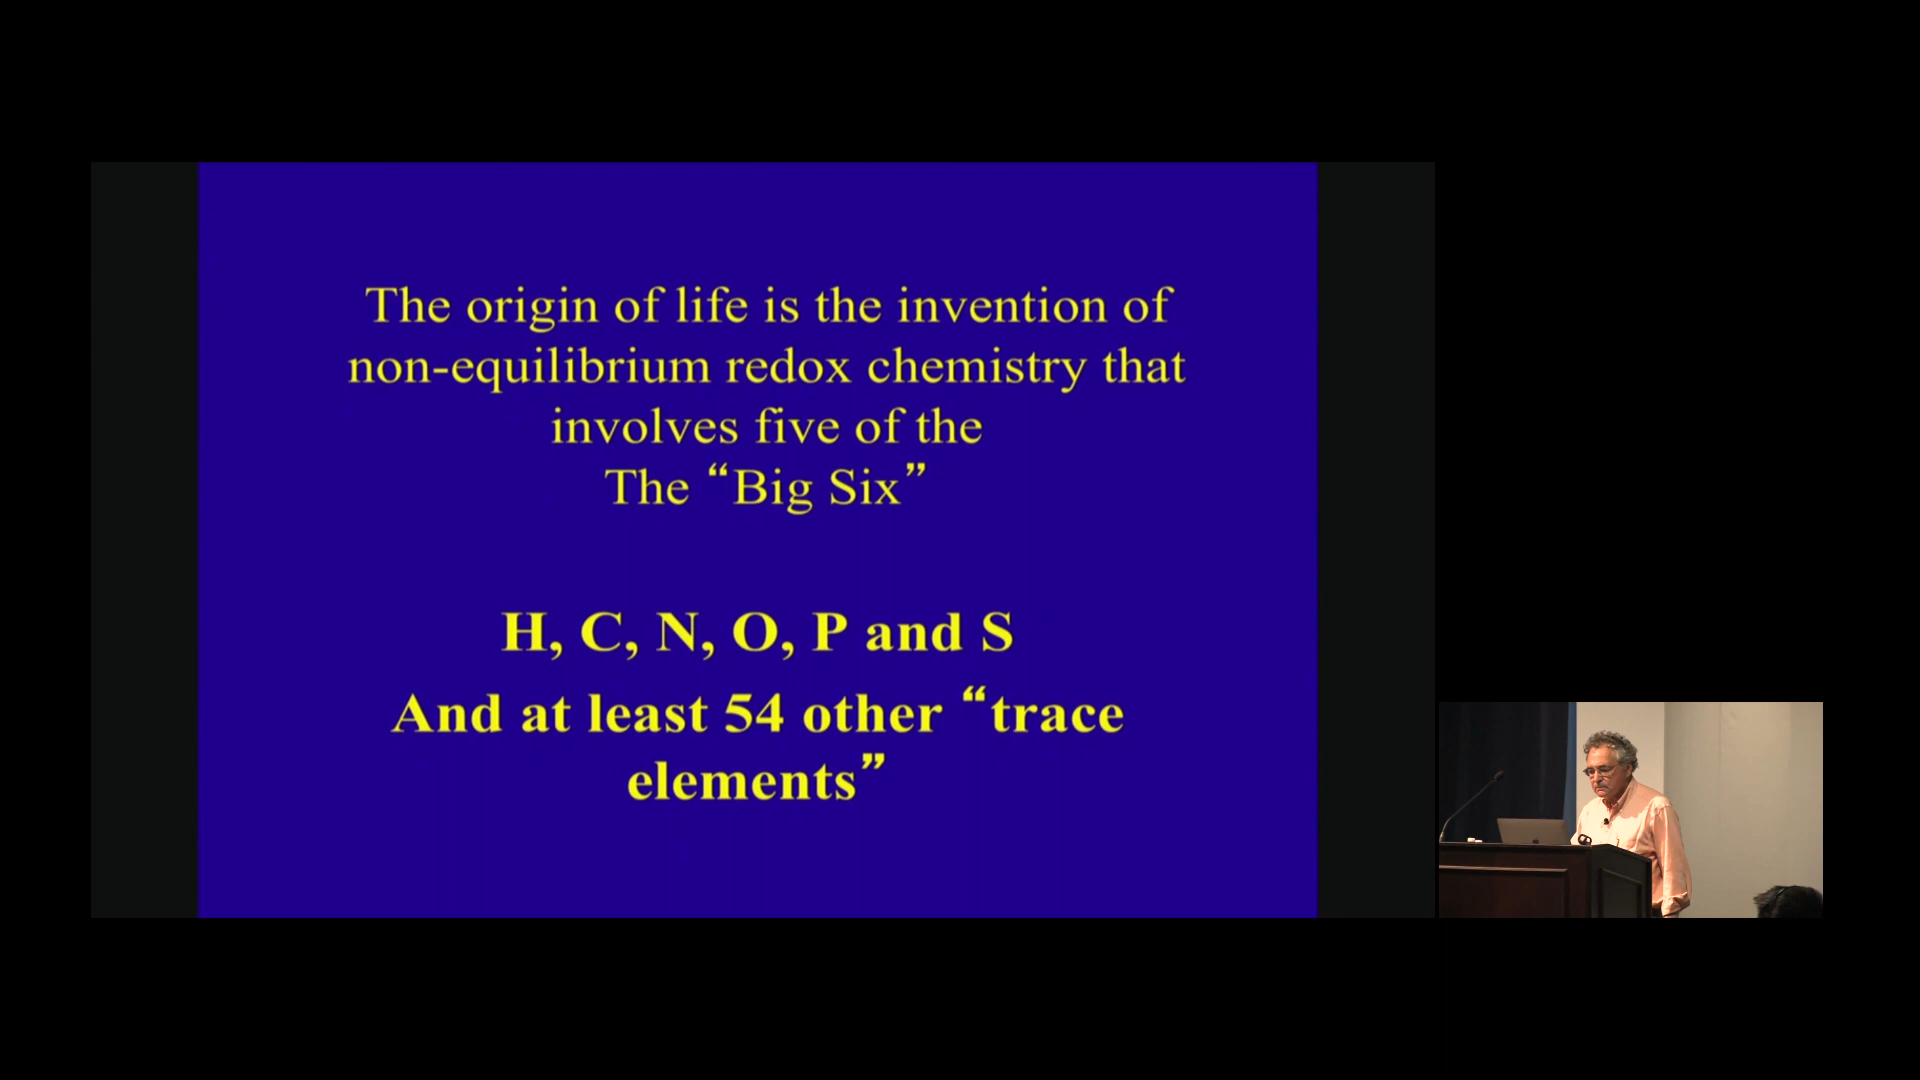 The origin of life is the invention of
non-equilibrium redox chemistry that
involves five of the
The “Big Six”
H, C, N, O, P and S
And at least 54 other “trace
elements”